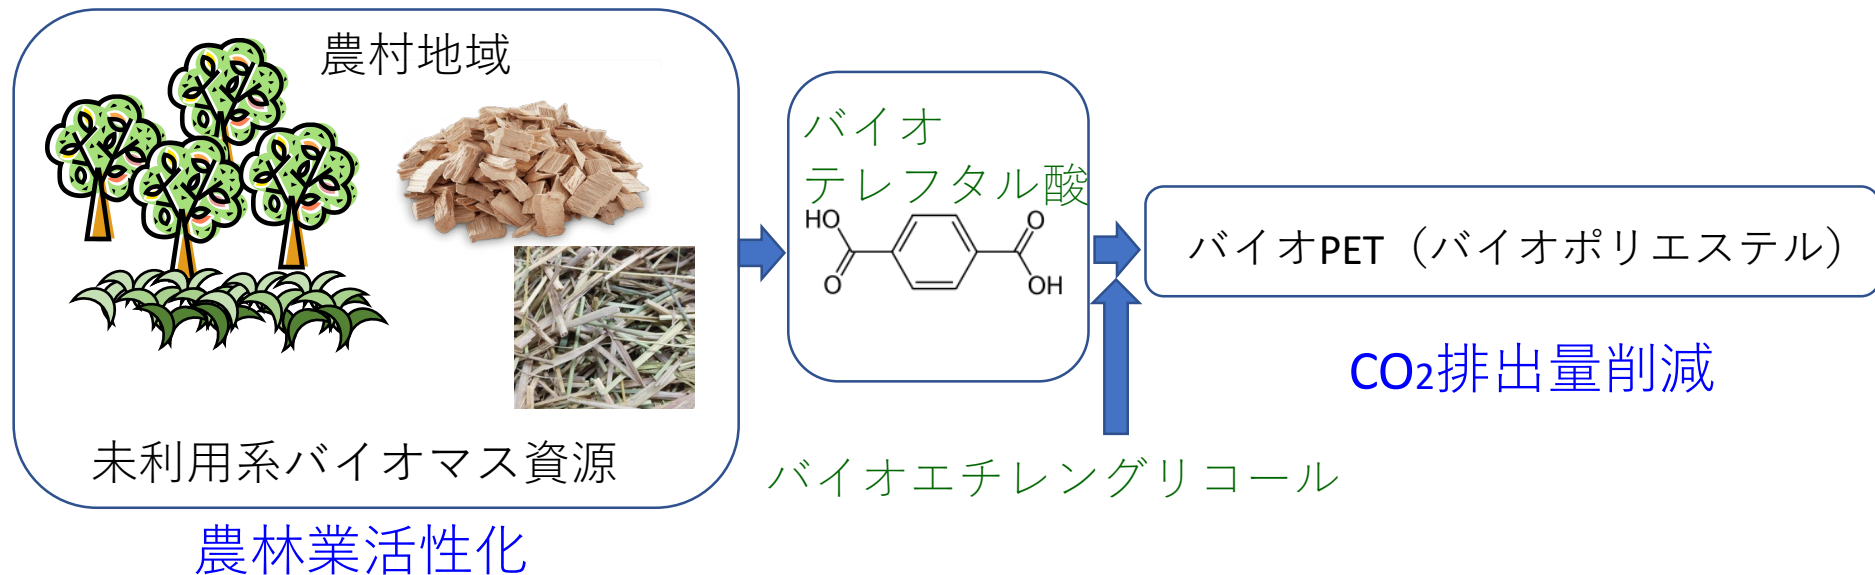 農村地域
未利用系バイオマス資源
農林業活性化
バイオ
テレフタル酸
HO
O
O
OH
バイオエチレングリコール
バイオPET（バイオポリエステル）
CO₂排出量削減